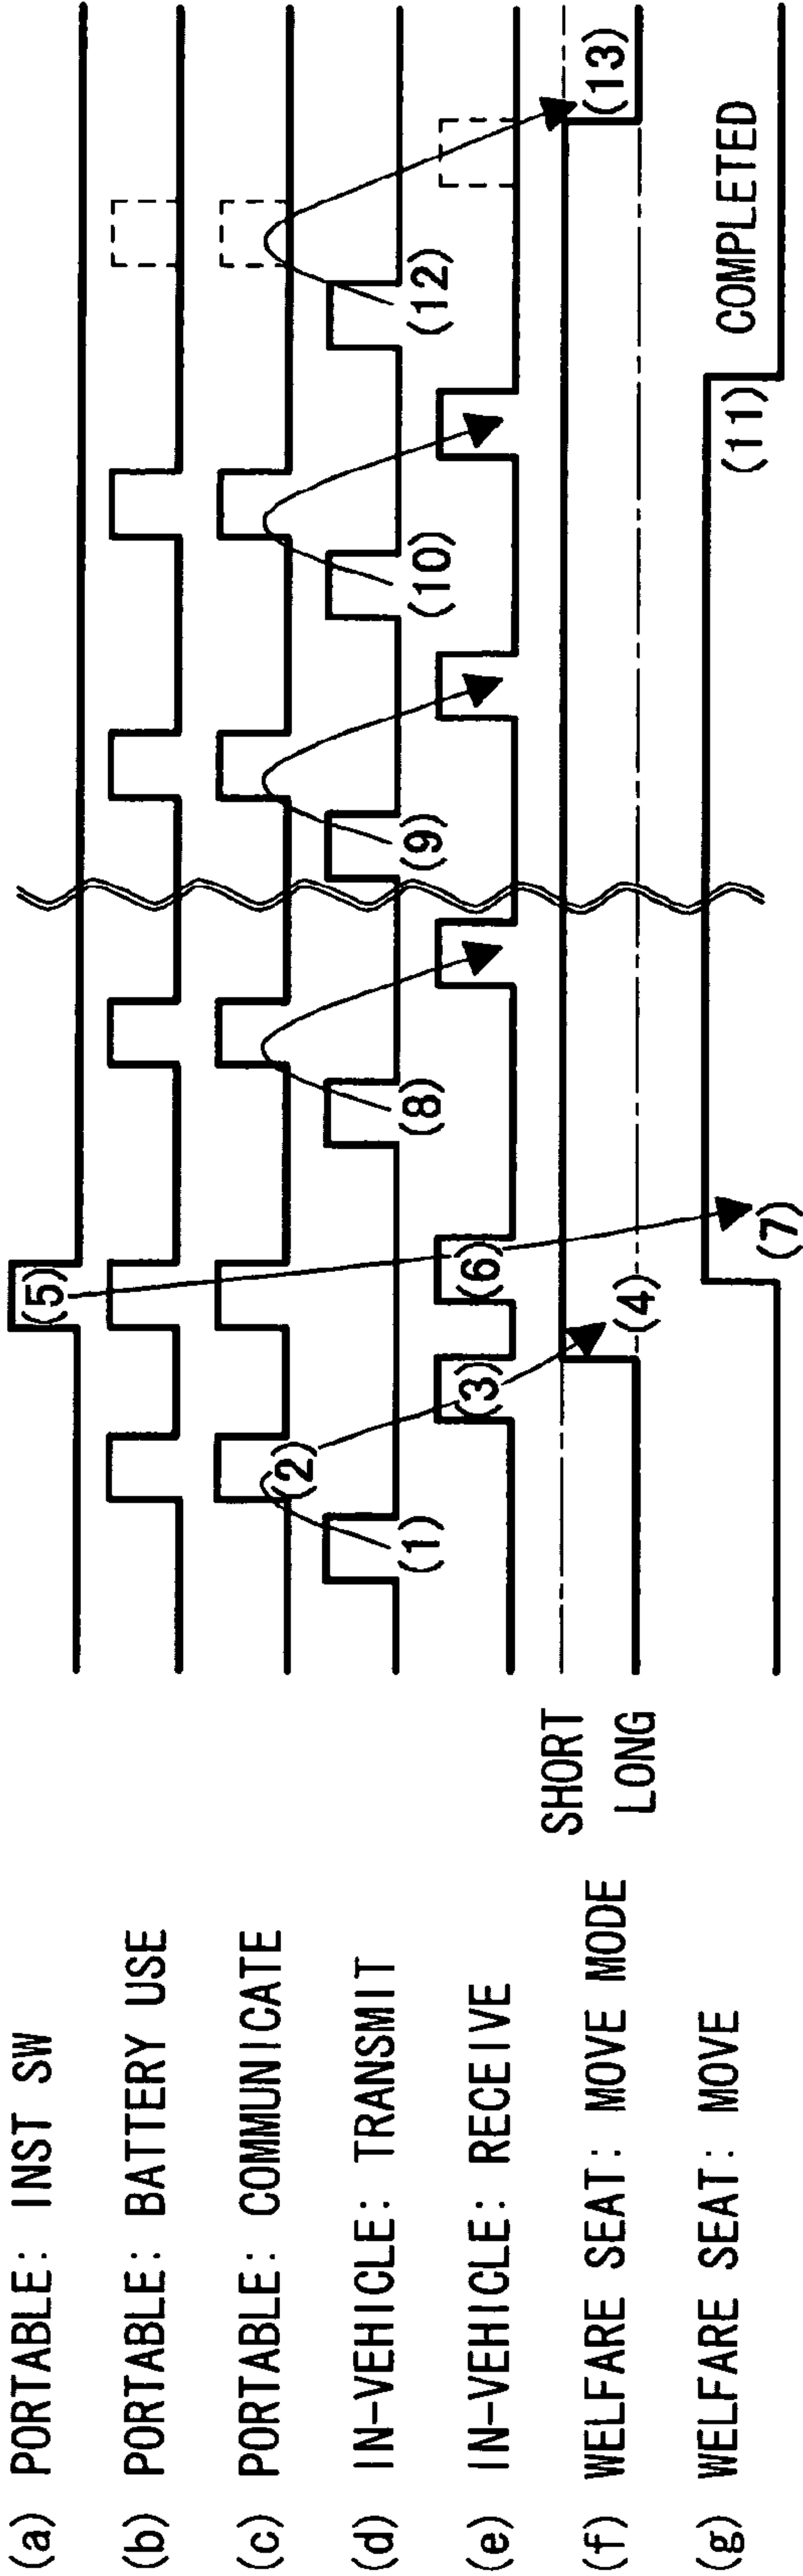 (a) PORTABLE: INST SW
(5)
(b) PORTABLE: BATTERY USE
(c) PORTABLE: COMMUNICATE
(2)
(d) IN-VEHICLE: TRANSMIT
(1)
(8)
(9)
(10)
(12)
(e) IN-VEHICLE: RECEIVE
(3)
(6)
(f) WELFARE SEAT: MOVE MODE
SHORT
LONG
(4)
(13)
(g) WELFARE SEAT: MOVE
(7)
(11)
COMPLETED